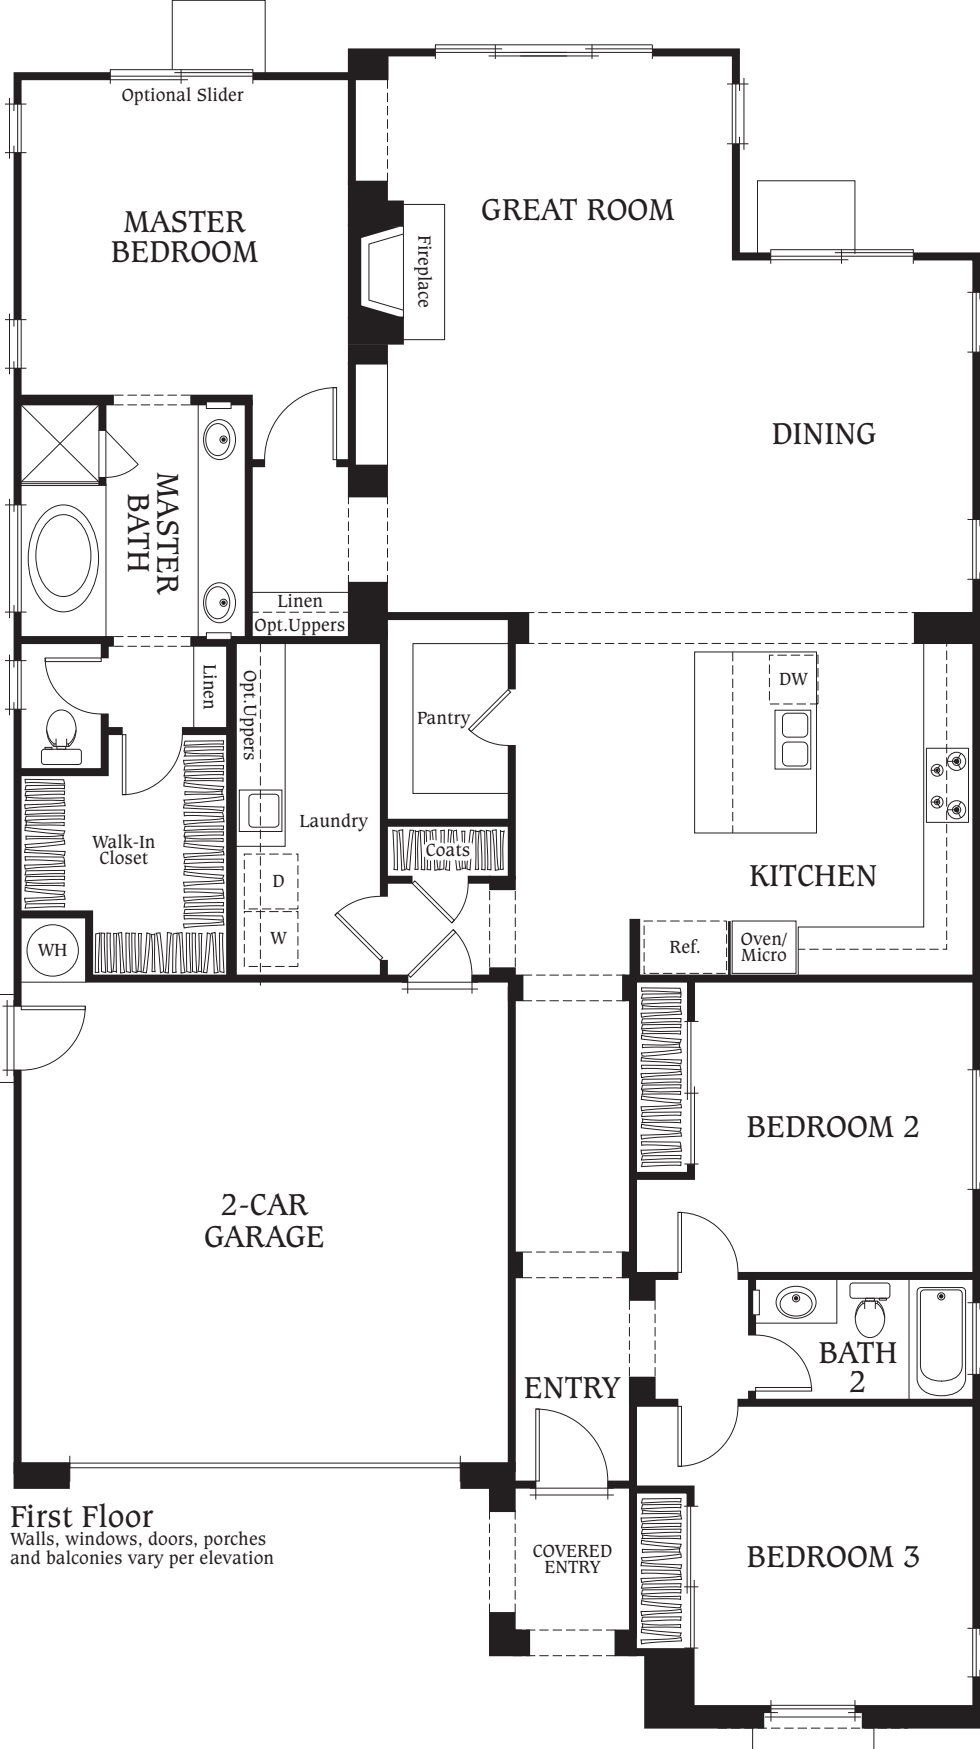 Optional Slider
MASTER
BEDROOM
GREAT ROOM
Fireplace
DINING
MASTER
BATH
Linen
Opt.Uppers
Linen
Opt.Uppers
Pantry
DW
Laundry
Walk-In
Closet
Coats
KITCHEN
D
W
WH
Ref.
Oven/
Micro
BEDROOM 2
2-CAR
GARAGE
BATH
2
ENTRY
First Floor
Walls, windows, doors, porches
and balconies vary per elevation
COVERED
ENTRY
BEDROOM 3